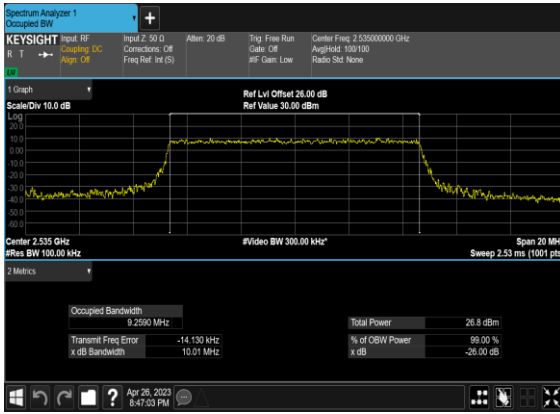 Spectrum Analyzer 1
Occupied BW
+
KEYSIGHT
R T
LW
Input: RF
Coupling: DC
Align: Off
Input Z: 50 Ω
Corrections: Off
Freq Ref: Int (S)
Atten: 20 dB
Trig: Free Run
Gate: Off
#IF Gain: Low
Center Freq: 2.535000000 GHz
Avg|Hold: 100/100
Radio Std: None
1 Graph
Scale/Div 10.0 dB
Ref Lvl Offset 26.00 dB
Ref Value 30.00 dBm
Log
20.0
10.0
0.00
-10.0
-20.0
-30.0
-40.0
-50.0
-60.0
Center 2.535 GHz
#Res BW 100.00 kHz
#Video BW 300.00 kHz*
Span 20 MH
Sweep 2.53 ms (1001 pts
2 Metrics
Occupied Bandwidth
9.2590 MHz
Total Power 26.8 dBm
Transmit Freq Error -14.130 kHz
% of OBW Power 99.00 %
x dB Bandwidth 10.01 MHz
x dB -26.00 dB
?
Apr 26, 2023
8:47:03 PM